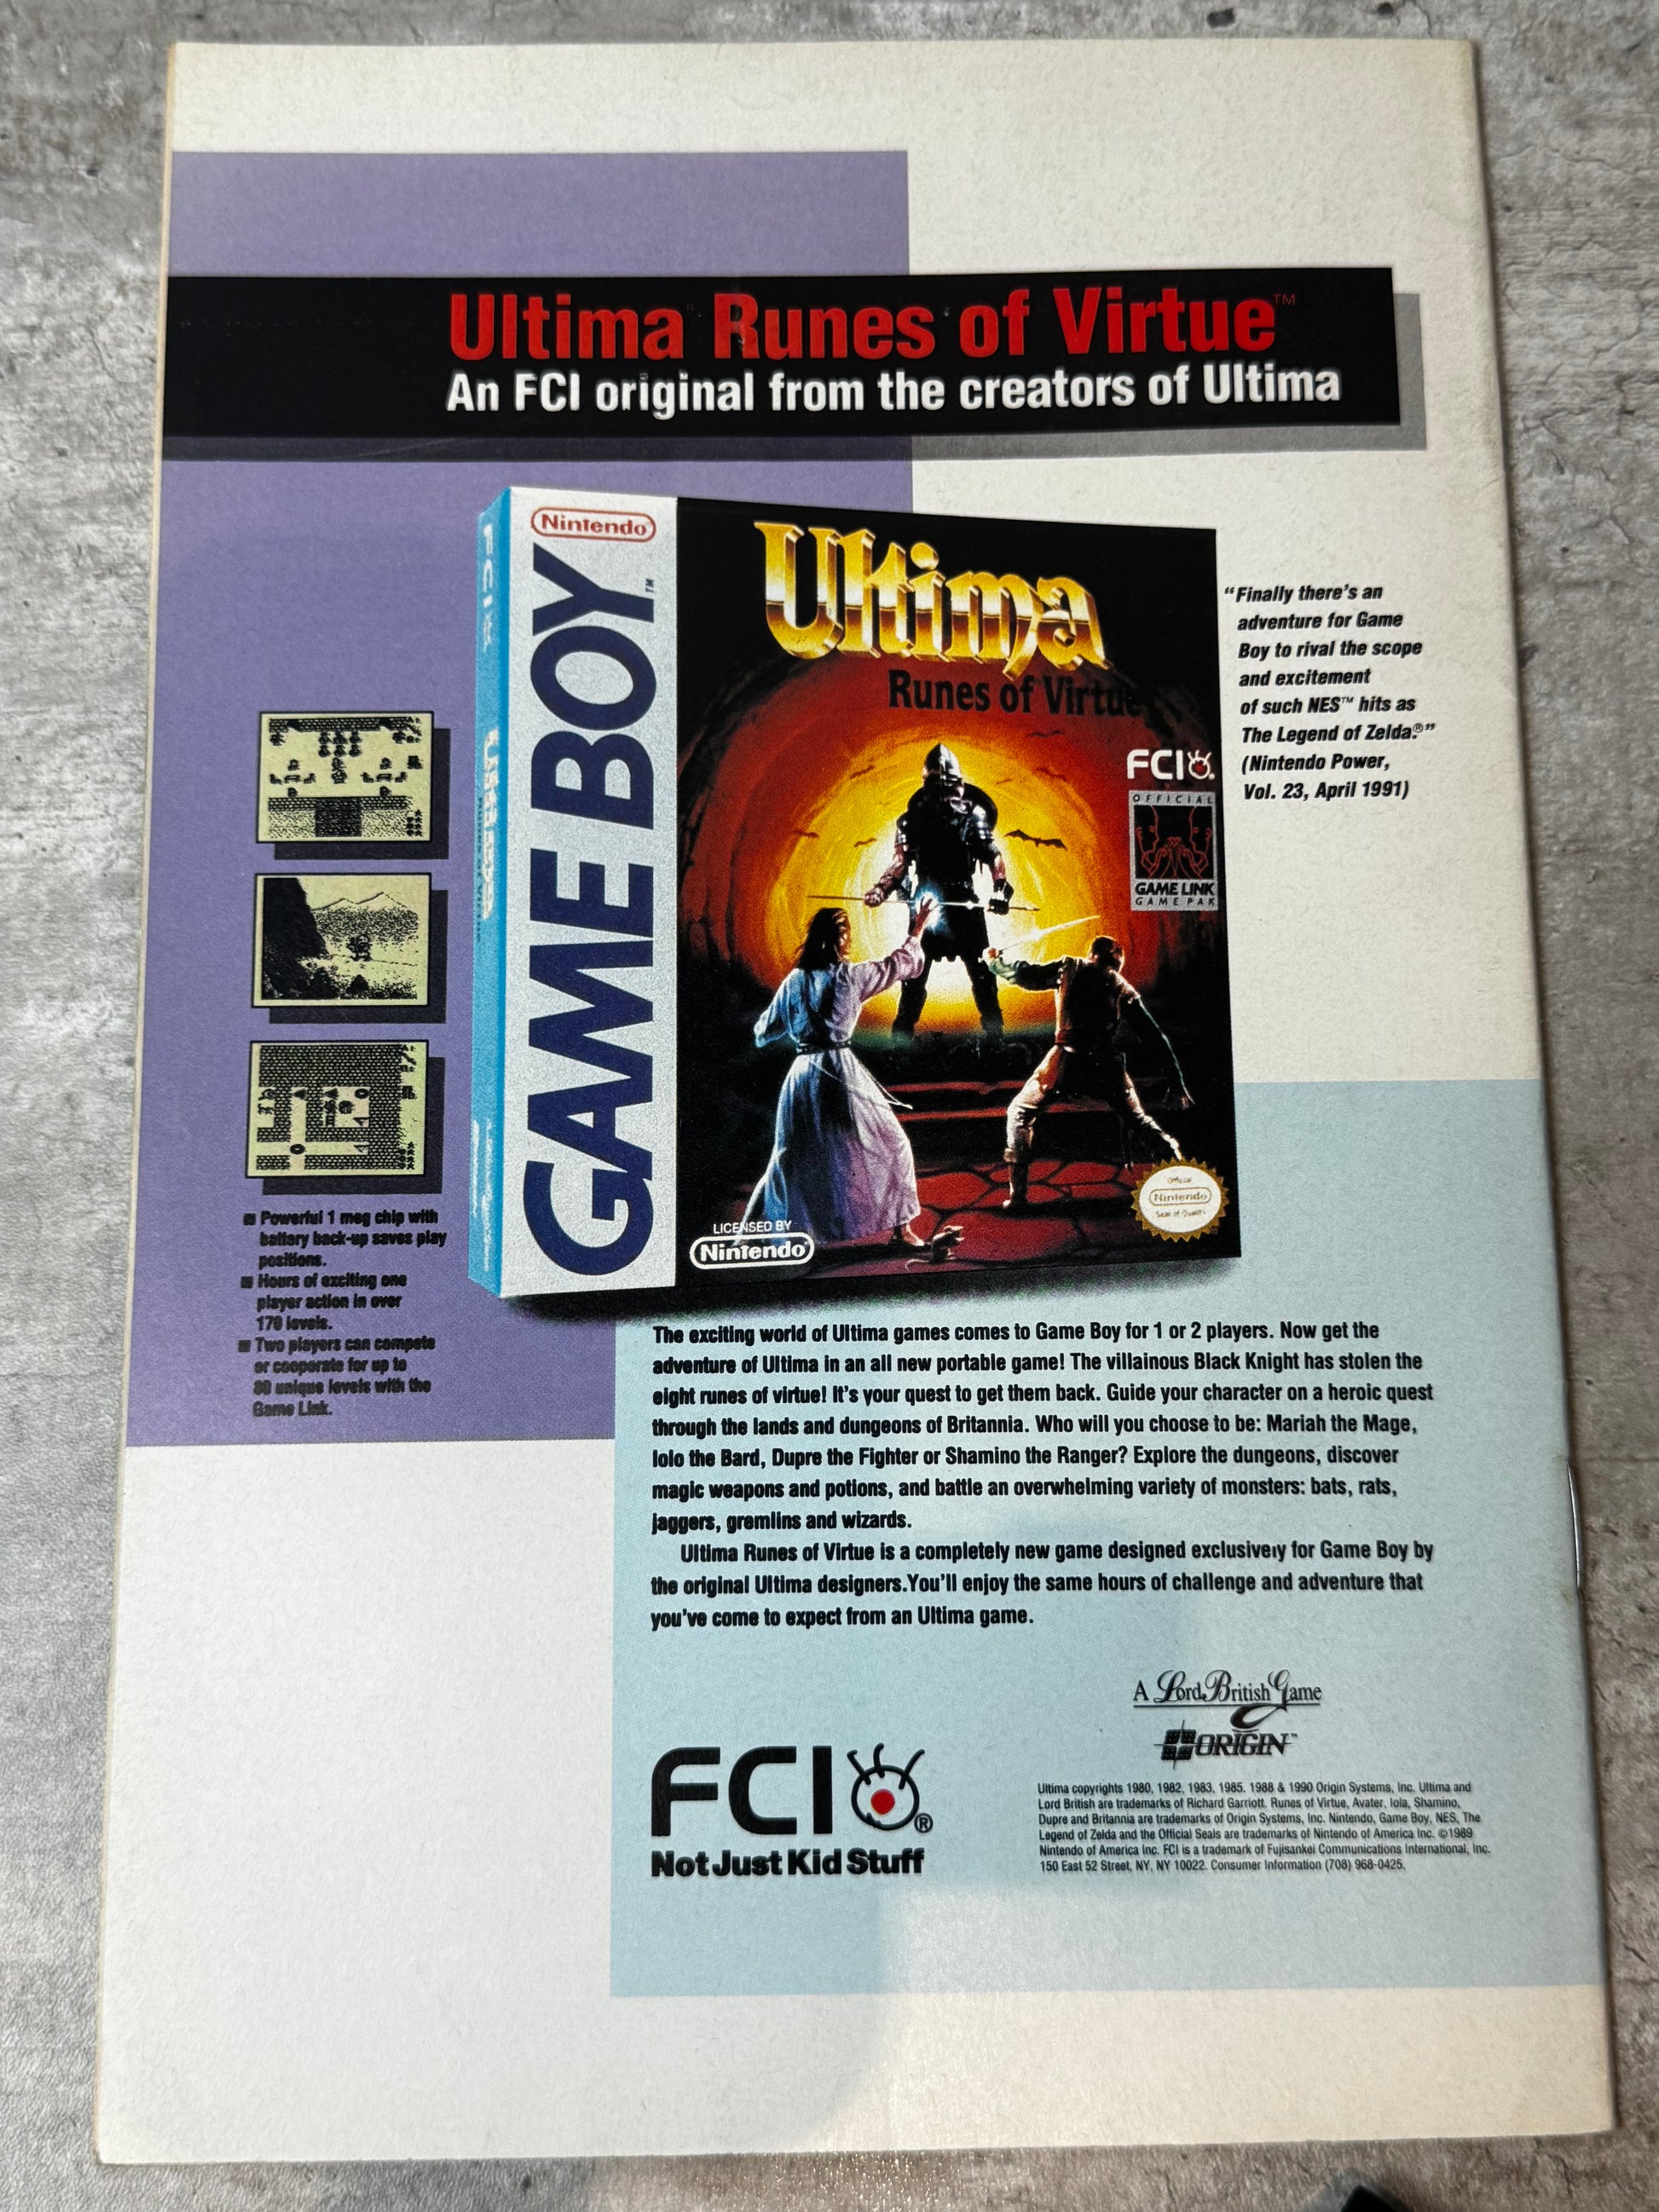 Ultima Runes of Virtue™
An FCI original from the creators of Ultima
Nintendo®
GAME BOY™
FCI
Ultima
Ultima
Runes of Virtue
FCI®
OFFICIAL
GAME LINK
GAME PAK
LICENSED BY
Nintendo®
Official
Nintendo
Seal of Quality
"Finally there's an
adventure for Game
Boy to rival the scope
and excitement
of such NES™ hits as
The Legend of Zelda.®"
(Nintendo Power,
Vol. 23, April 1991)
■ Powerful 1 meg chip with
battery back-up saves play
positions.
■ Hours of exciting one
player action in over
170 levels.
■ Two players can compete
or cooperate for up to
80 unique levels with the
Game Link.
The exciting world of Ultima games comes to Game Boy for 1 or 2 players. Now get the
adventure of Ultima in an all new portable game! The villainous Black Knight has stolen the
eight runes of virtue! It's your quest to get them back. Guide your character on a heroic quest
through the lands and dungeons of Britannia. Who will you choose to be: Mariah the Mage,
Iolo the Bard, Dupre the Fighter or Shamino the Ranger? Explore the dungeons, discover
magic weapons and potions, and battle an overwhelming variety of monsters: bats, rats,
jaggers, gremlins and wizards.
Ultima Runes of Virtue is a completely new game designed exclusively for Game Boy by
the original Ultima designers.You'll enjoy the same hours of challenge and adventure that
you've come to expect from an Ultima game.
A Lord British Game
ORIGIN™
FCI®
Not Just Kid Stuff
Ultima copyrights 1980, 1982, 1983, 1985, 1988 & 1990 Origin Systems, Inc. Ultima and
Lord British are trademarks of Richard Garriott. Runes of Virtue, Avater, Iola, Shamino,
Dupre and Britannia are trademarks of Origin Systems, Inc. Nintendo, Game Boy, NES, The
Legend of Zelda and the Official Seals are trademarks of Nintendo of America Inc. ©1989
Nintendo of America Inc. FCI is a trademark of Fujisankei Communications International, Inc.
150 East 52 Street, NY, NY 10022. Consumer Information (708) 968-0425.